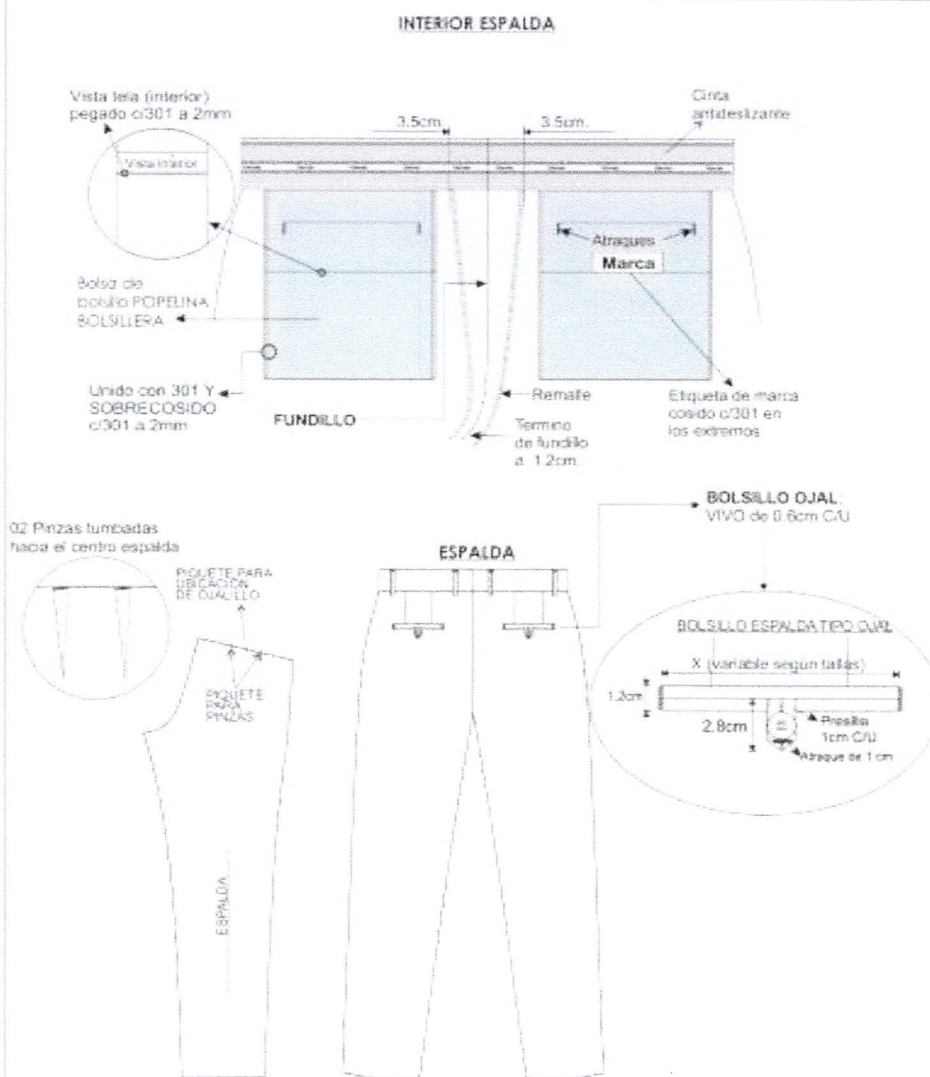 INTERIOR ESPALDA
Vista tela (interior)
pegado c/301 a 2mm
Vista interior
3.5cm.
3.5cm.
Cinta
antideslizante
Atraques
Marca
Bolsa de
bolsillo POPELINA
BOLSILLERA
Unido con 301 Y
SOBRECOSIDO
c/301 a 2mm
FUNDILLO
Remalle
Termino
de fundillo
a 1.2cm.
Etiqueta de marca
cosido c/301 en
los extremos
02 Pinzas tumbadas
hacia el centro espalda
PIQUETE PARA
UBICACIÓN
DE OJALILLO
PIQUETE
PARA
PINZAS
ESPALDA
ESPALDA
BOLSILLO OJAL:
VIVO de 0.6cm C/U
BOLSILLO ESPALDA TIPO OJAL
X (variable según tallas)
1.2cm
2.8cm
Presilla
1cm C/U
Atraque de 1 cm